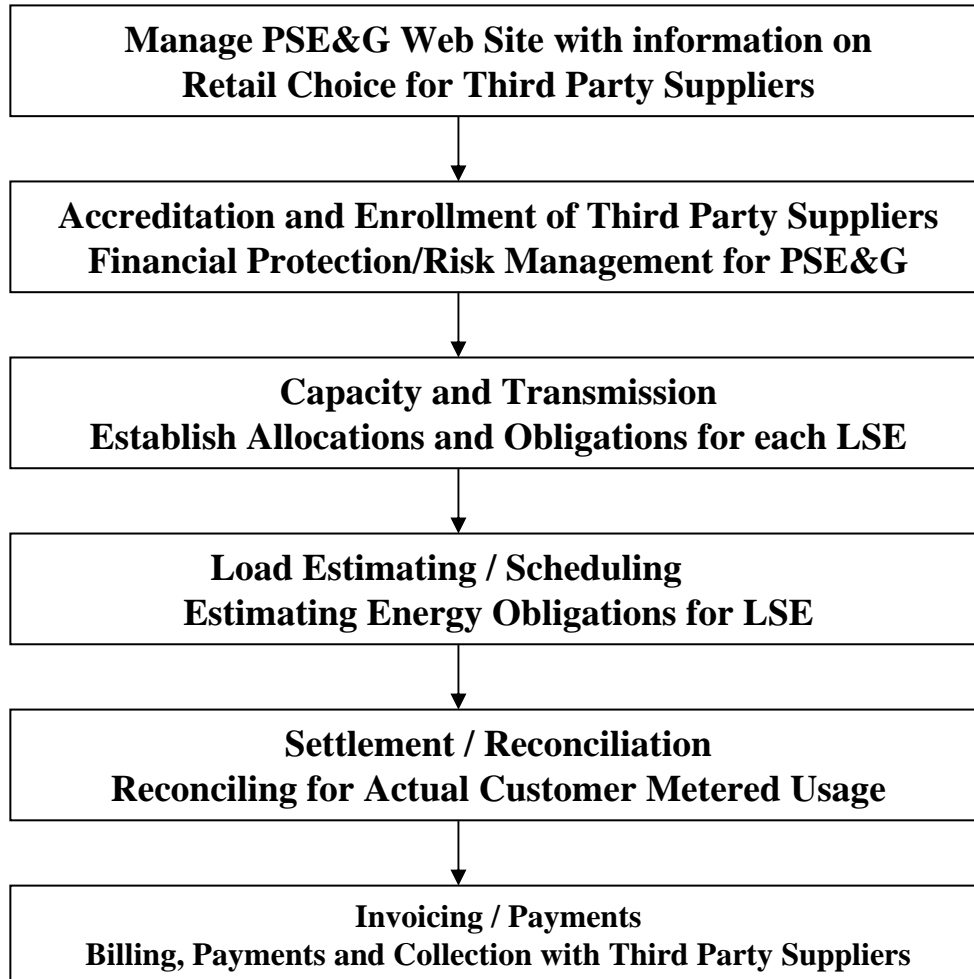 Manage PSE&G Web Site with information on
Retail Choice for Third Party Suppliers
Accreditation and Enrollment of Third Party Suppliers
Financial Protection/Risk Management for PSE&G
Capacity and Transmission
Establish Allocations and Obligations for each LSE
Load Estimating / Scheduling
Estimating Energy Obligations for LSE
Settlement / Reconciliation
Reconciling for Actual Customer Metered Usage
Invoicing / Payments
Billing, Payments and Collection with Third Party Suppliers